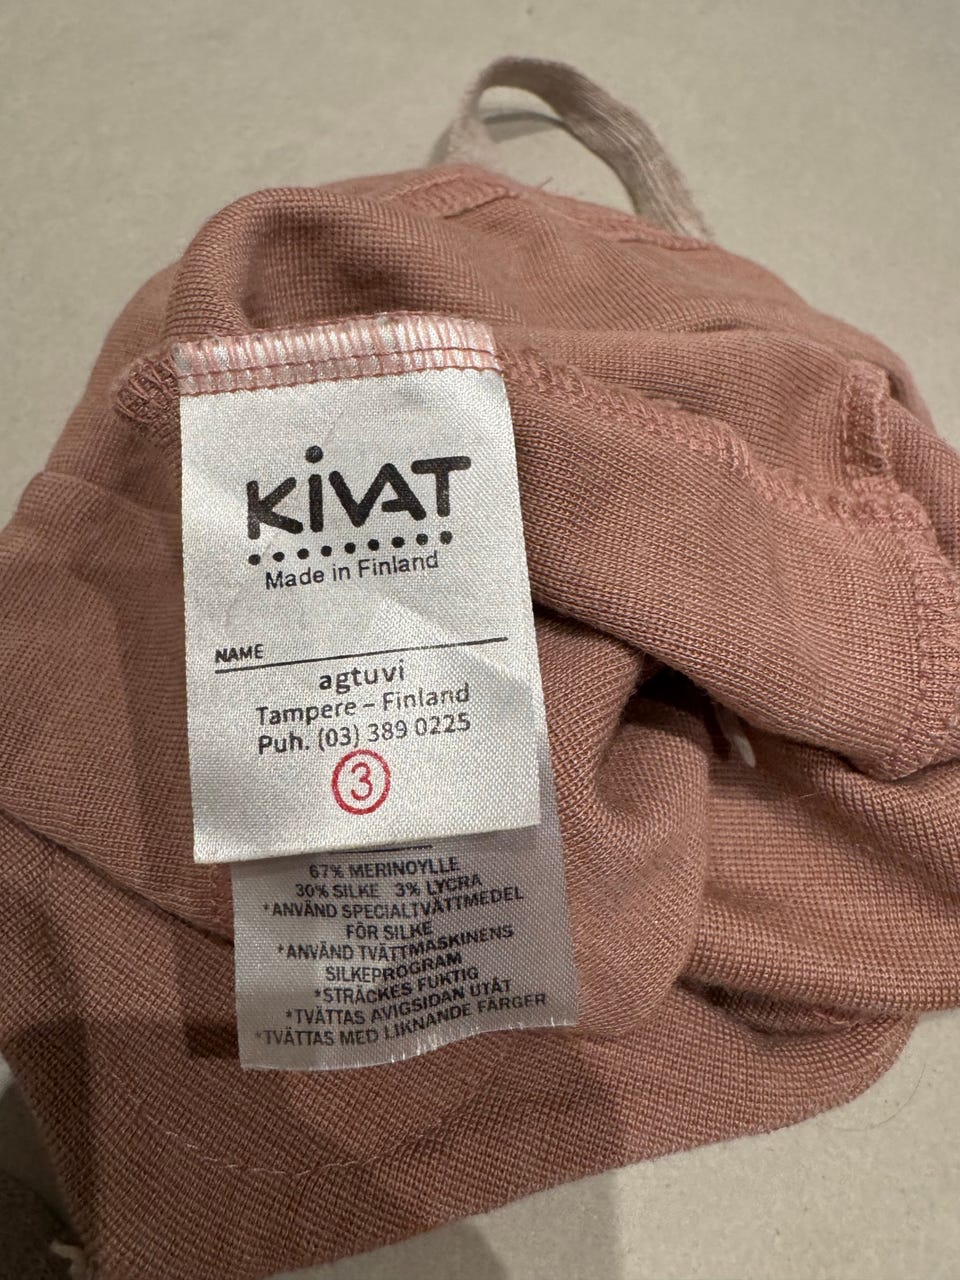 KiVAT
Made in Finland
NAME
agtuvi
Tampere – Finland
Puh. (03) 389 0225
3
67% MERINOYLLE
30% SILKE 3% LYCRA
*ANVÄND SPECIALTVÄTTMEDEL
FÖR SILKE
*ANVÄND TVÄTTMASKINENS
SILKEPROGRAM
*STRÄCKES FUKTIG
*TVÄTTAS AVIGSIDAN UTÅT
*TVÄTTAS MED LIKNANDE FÄRGER